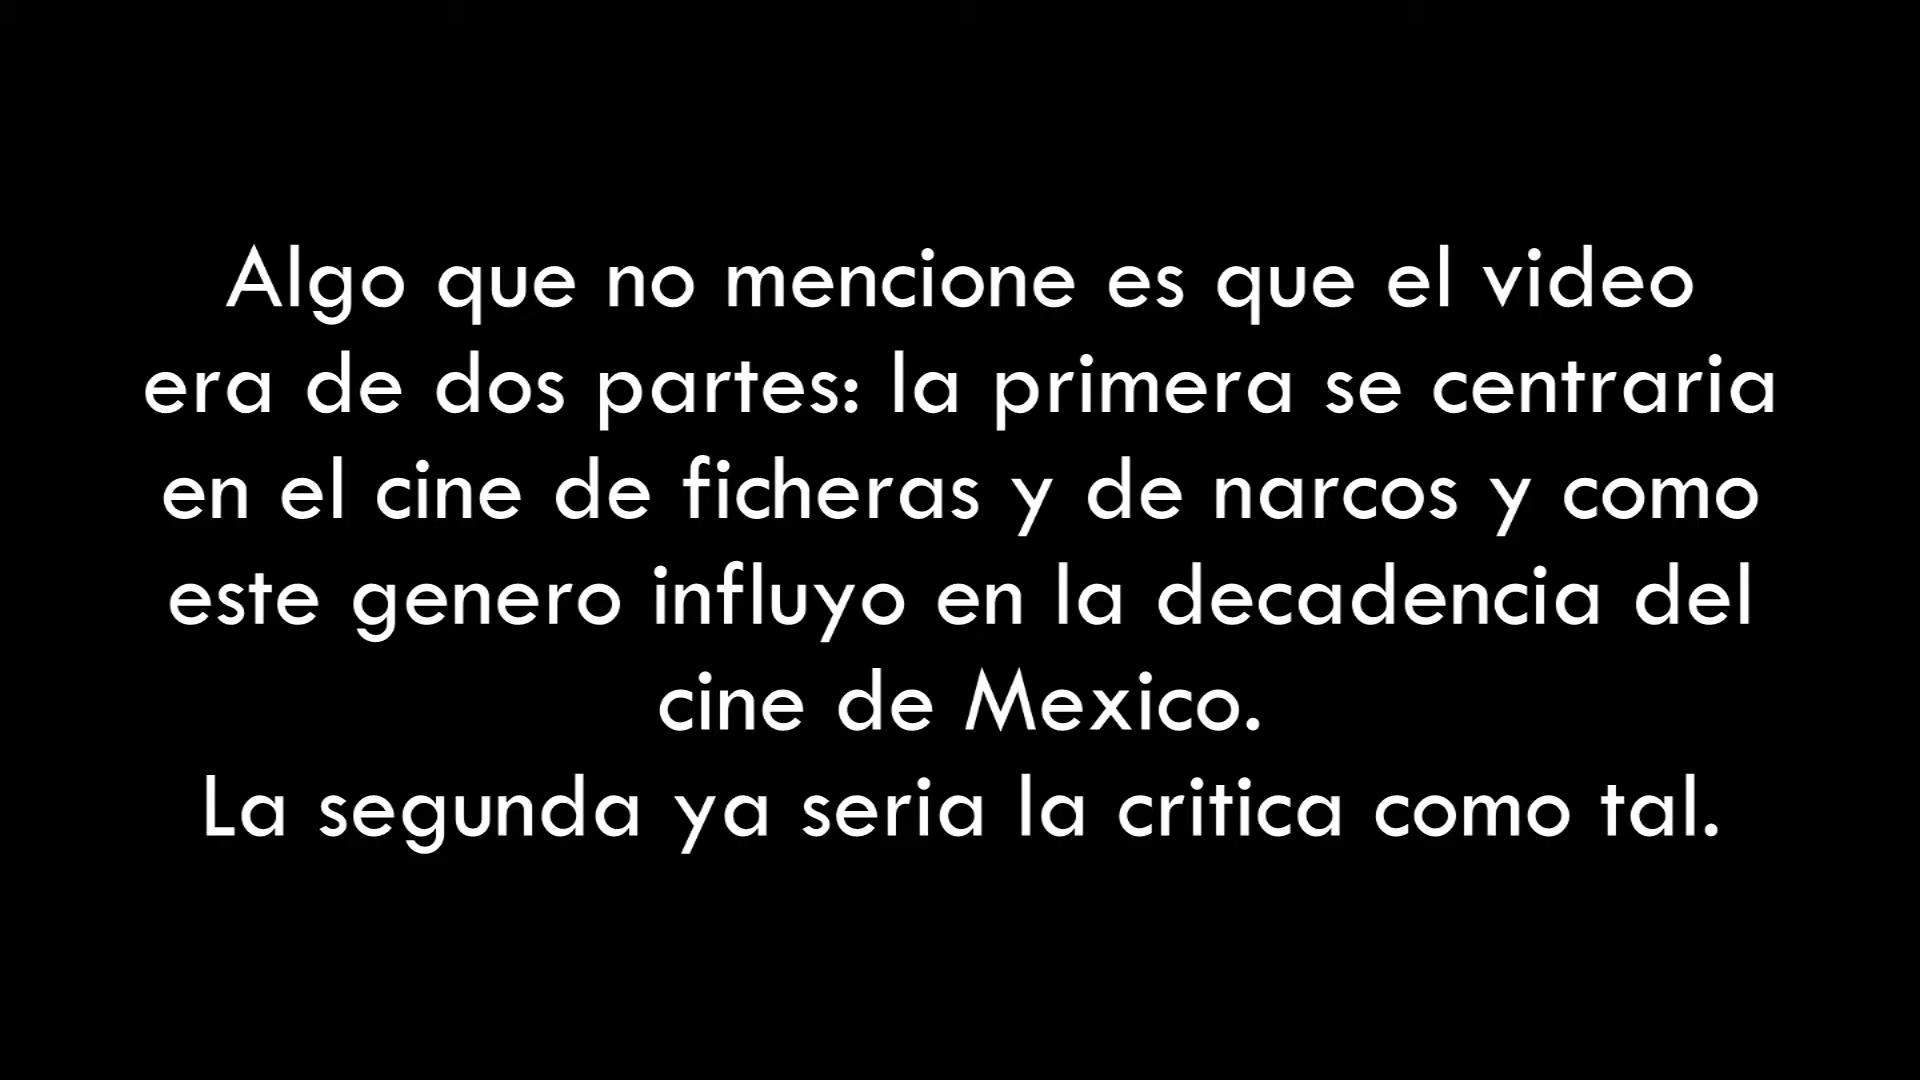 Algo que no mencione es que el video
era de dos partes: la primera se centraria
en el cine de ficheras y de narcos y como
este genero influyo en la decadencia del
cine de Mexico.
La segunda ya seria la critica como tal.